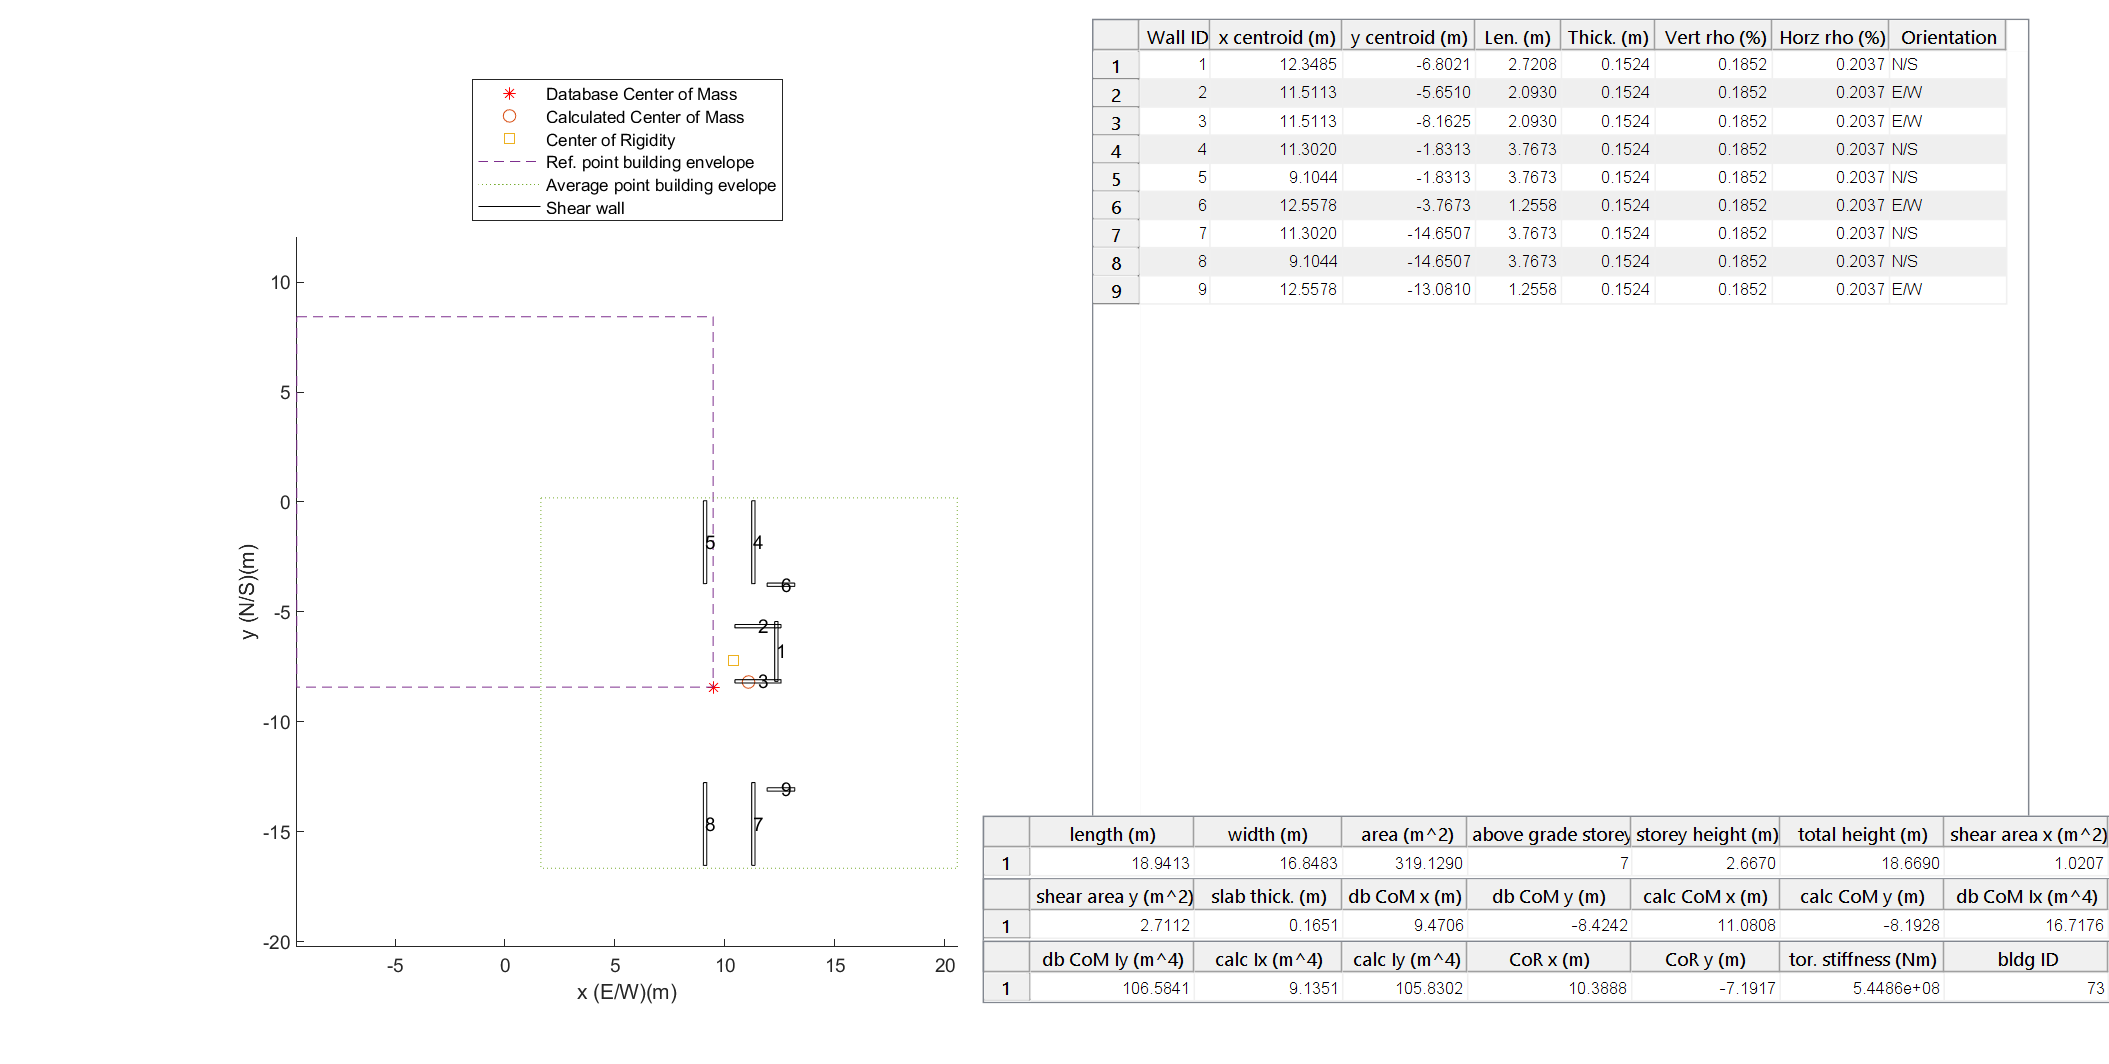 Database Center of Mass
Calculated Center of Mass
Center of Rigidity
Ref. point building envelope
Average point building evelope
Shear wall
10
5
0
-5
-10
-15
-20
y (N/S)(m)
-5 0 5 10 15 20
x (E/W)(m)
5 4
6
2
1
3
9
8 7
Wall ID x centroid (m) y centroid (m) Len. (m) Thick. (m) Vert rho (%) Horz rho (%) Orientation
1 1 12.3485 -6.8021 2.7208 0.1524 0.1852 0.2037 N/S
2 2 11.5113 -5.6510 2.0930 0.1524 0.1852 0.2037 E/W
3 3 11.5113 -8.1625 2.0930 0.1524 0.1852 0.2037 E/W
4 4 11.3020 -1.8313 3.7673 0.1524 0.1852 0.2037 N/S
5 5 9.1044 -1.8313 3.7673 0.1524 0.1852 0.2037 N/S
6 6 12.5578 -3.7673 1.2558 0.1524 0.1852 0.2037 E/W
7 7 11.3020 -14.6507 3.7673 0.1524 0.1852 0.2037 N/S
8 8 9.1044 -14.6507 3.7673 0.1524 0.1852 0.2037 N/S
9 9 12.5578 -13.0810 1.2558 0.1524 0.1852 0.2037 E/W
length (m) width (m) area (m^2) above grade storey storey height (m) total height (m) shear area x (m^2)
1 18.9413 16.8483 319.1290 7 2.6670 18.6690 1.0207
shear area y (m^2) slab thick. (m) db CoM x (m) db CoM y (m) calc CoM x (m) calc CoM y (m) db CoM Ix (m^4)
1 2.7112 0.1651 9.4706 -8.4242 11.0808 -8.1928 16.7176
db CoM Iy (m^4) calc Ix (m^4) calc Iy (m^4) CoR x (m) CoR y (m) tor. stiffness (Nm) bldg ID
1 106.5841 9.1351 105.8302 10.3888 -7.1917 5.4486e+08 73